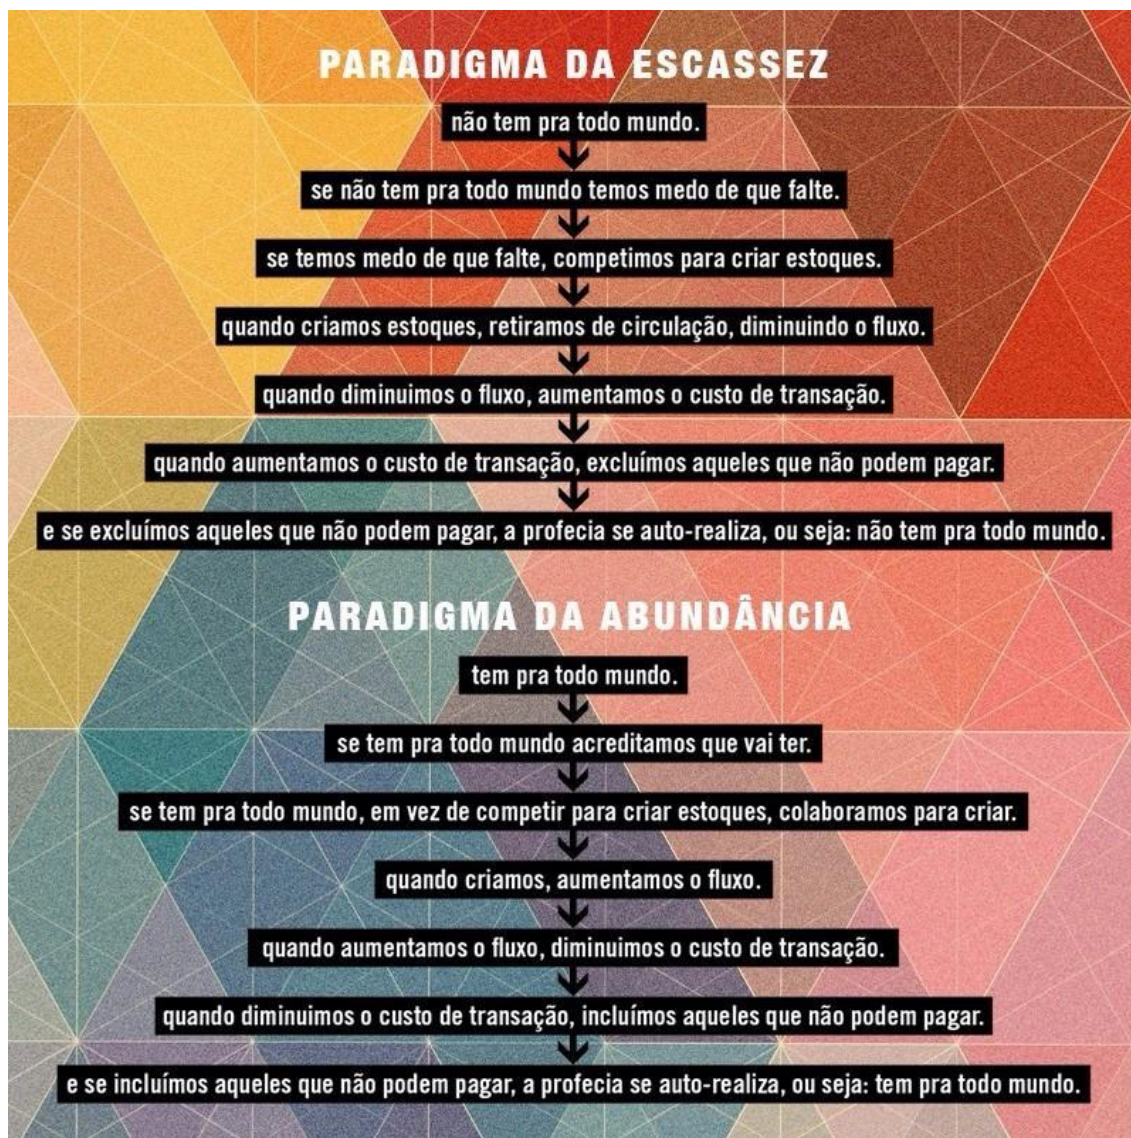 PARADIGMA DA ESCASSEZ
não tem pra todo mundo.
se não tem pra todo mundo temos medo de que falte.
se temos medo de que falte, competimos para criar estoques.
quando criamos estoques, retiramos de circulação, diminuindo o fluxo.
quando diminuimos o fluxo, aumentamos o custo de transação.
quando aumentamos o custo de transação, excluímos aqueles que não podem pagar.
e se excluímos aqueles que não podem pagar, a profecia se auto-realiza, ou seja: não tem pra todo mundo.
PARADIGMA DA ABUNDÂNCIA
tem pra todo mundo.
se tem pra todo mundo acreditamos que vai ter.
se tem pra todo mundo, em vez de competir para criar estoques, colaboramos para criar.
quando criamos, aumentamos o fluxo.
quando aumentamos o fluxo, diminuimos o custo de transação.
quando diminuimos o custo de transação, incluímos aqueles que não podem pagar.
e se incluímos aqueles que não podem pagar, a profecia se auto-realiza, ou seja: tem pra todo mundo.